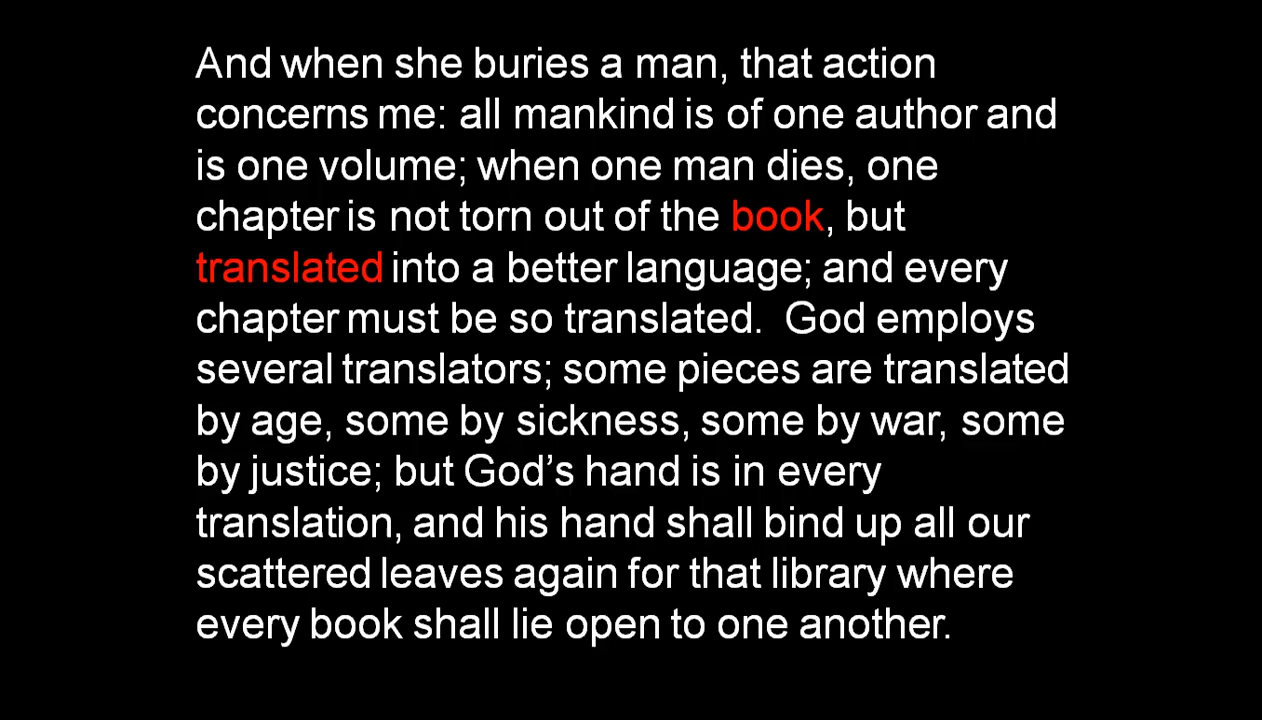 And when she buries a man, that action
concerns me: all mankind is of one author and
is one volume; when one man dies, one
chapter is not torn out of the book, but
translated into a better language; and every
chapter must be so translated.  God employs
several translators; some pieces are translated
by age, some by sickness, some by war, some
by justice; but God’s hand is in every
translation, and his hand shall bind up all our
scattered leaves again for that library where
every book shall lie open to one another.